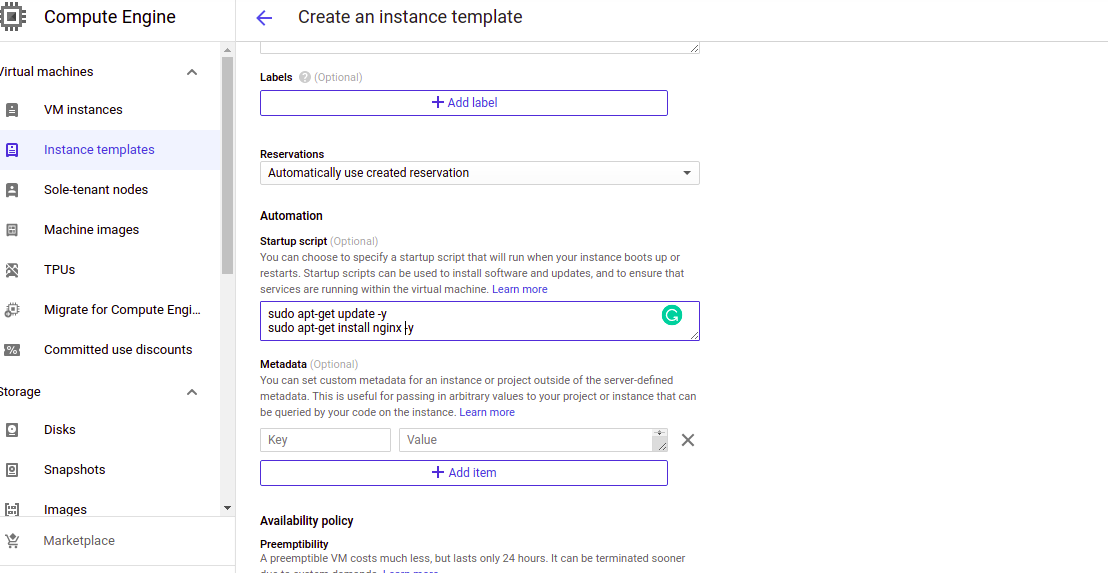 Compute Engine
Create an instance template
Virtual machines
VM instances
Instance templates
Sole-tenant nodes
Machine images
TPUs
Migrate for Compute Engi...
Committed use discounts
Storage
Disks
Snapshots
Images
Marketplace
Labels ? (Optional)
+ Add label
Reservations
Automatically use created reservation
Automation
Startup script (Optional)
You can choose to specify a startup script that will run when your instance boots up or
restarts. Startup scripts can be used to install software and updates, and to ensure that
services are running within the virtual machine. Learn more
sudo apt-get update -y
sudo apt-get install nginx -y
Metadata (Optional)
You can set custom metadata for an instance or project outside of the server-defined
metadata. This is useful for passing in arbitrary values to your project or instance that can
be queried by your code on the instance. Learn more
Key Value
+ Add item
Availability policy
Preemptibility
A preemptible VM costs much less, but lasts only 24 hours. It can be terminated sooner
due to system demands. Learn more